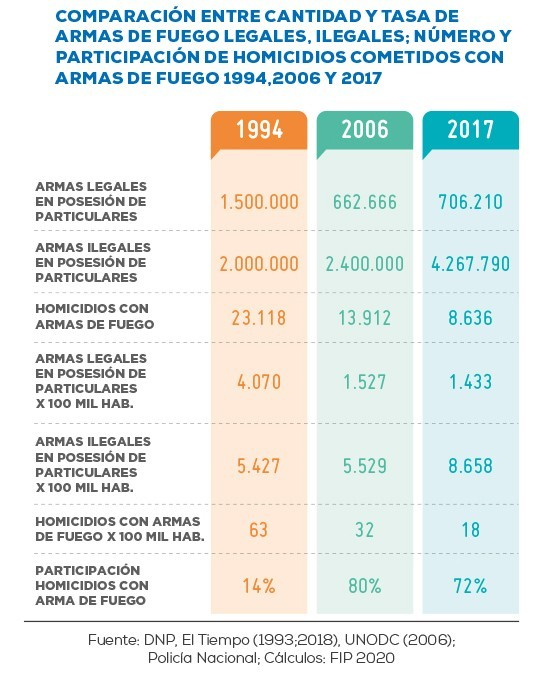 COMPARACIÓN ENTRE CANTIDAD Y TASA DE
ARMAS DE FUEGO LEGALES, ILEGALES; NÚMERO Y
PARTICIPACIÓN DE HOMICIDIOS COMETIDOS CON
ARMAS DE FUEGO 1994,2006 Y 2017
1994 2006 2017
ARMAS LEGALES
EN POSESIÓN DE
PARTICULARES
1.500.000 662.666 706.210
ARMAS ILEGALES
EN POSESIÓN DE
PARTICULARES
2.000.000 2.400.000 4.267.790
HOMICIDIOS CON
ARMAS DE FUEGO
23.118 13.912 8.636
ARMAS LEGALES
EN POSESIÓN DE
PARTICULARES
X 100 MIL HAB.
4.070 1.527 1.433
ARMAS ILEGALES
EN POSESIÓN DE
PARTICULARES
X 100 MIL HAB.
5.427 5.529 8.658
HOMICIDIOS CON ARMAS
DE FUEGO X 100 MIL HAB.
63 32 18
PARTICIPACIÓN
HOMICIDIOS CON
ARMA DE FUEGO
14% 80% 72%
Fuente: DNP, El Tiempo (1993;2018), UNODC (2006);
Policía Nacional; Cálculos: FIP 2020